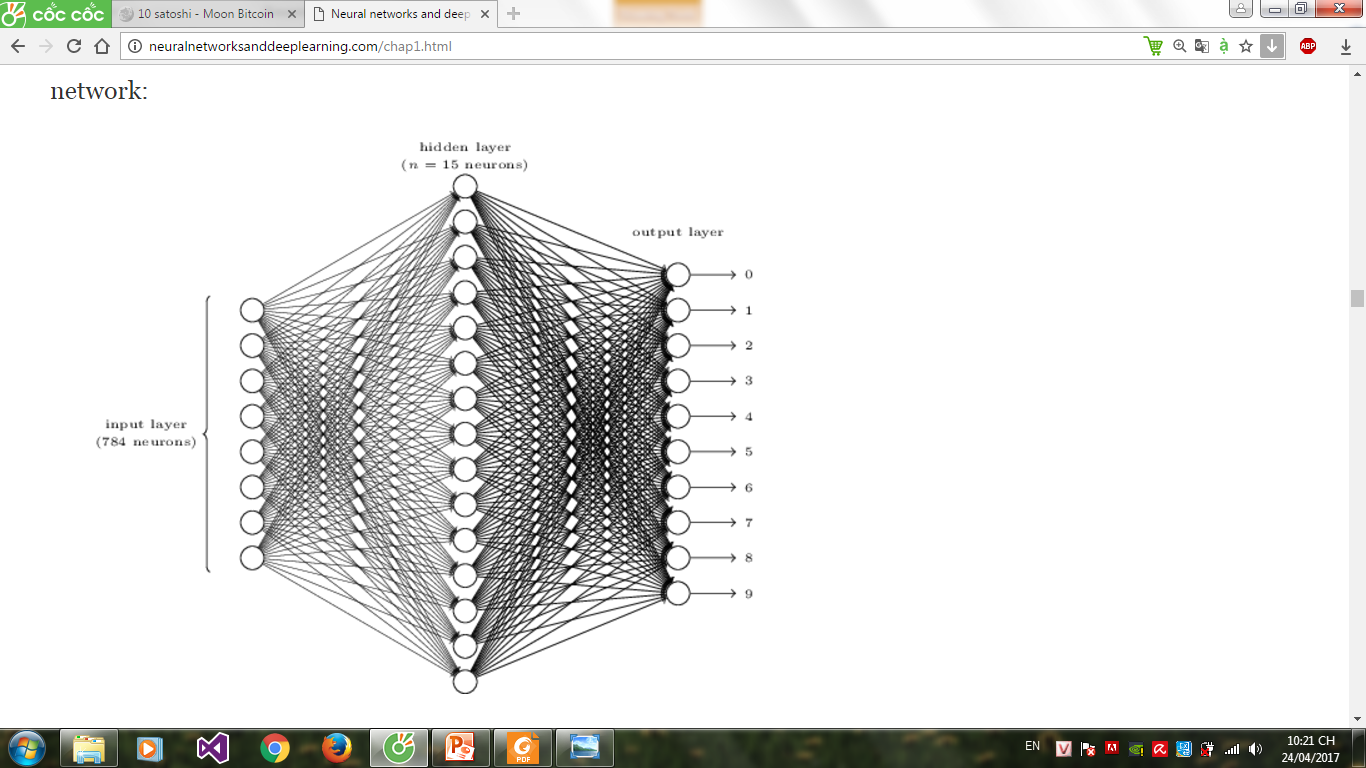 cốc cốc
10 satoshi - Moon Bitcoin
Neural networks and deep
neuralnetworksanddeeplearning.com/chap1.html
à
ABP
network:
hidden layer
(n = 15 neurons)
output layer
0
1
2
3
4
5
6
7
8
9
input layer
(784 neurons)
PDF
EN
10:21 CH
24/04/2017